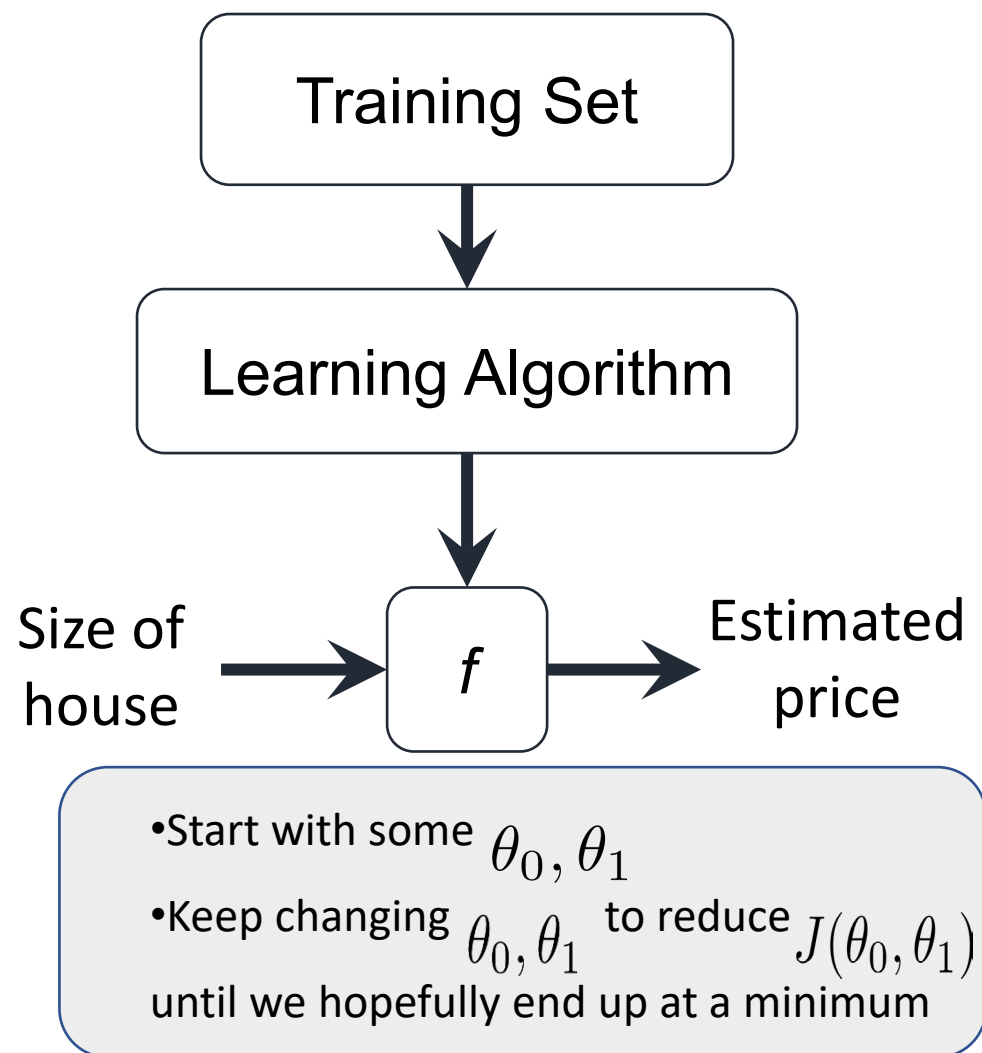 Training Set
Learning Algorithm
Size of
house
f
Estimated
price
•Start with some θ₀, θ₁
•Keep changing θ₀, θ₁ to reduce J(θ₀, θ₁)
until we hopefully end up at a minimum